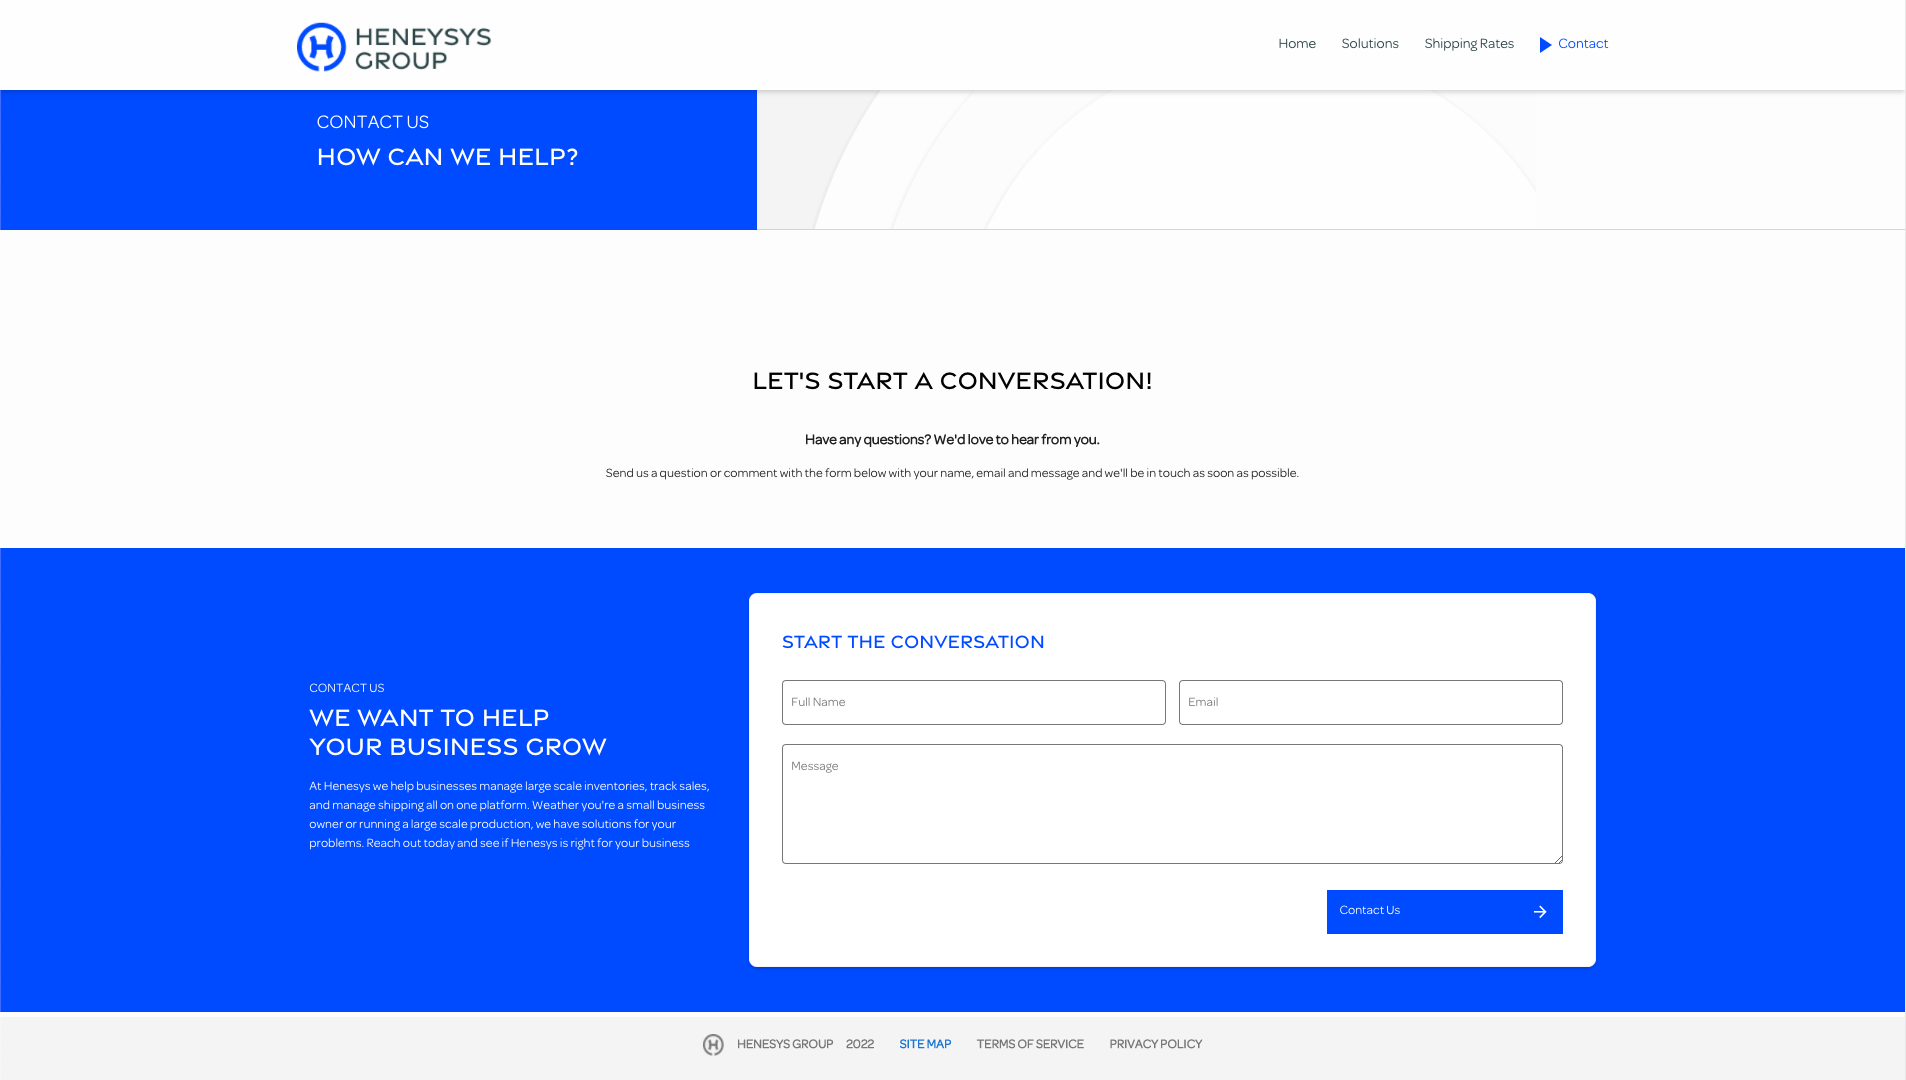 HENEYSYS
GROUP
Home
Solutions
Shipping Rates
Contact
CONTACT US
HOW CAN WE HELP?
LET'S START A CONVERSATION!
Have any questions? We'd love to hear from you.
Send us a question or comment with the form below with your name, email and message and we'll be in touch as soon as possible.
CONTACT US
WE WANT TO HELP
YOUR BUSINESS GROW
At Henesys we help businesses manage large scale inventories, track sales,
and manage shipping all on one platform. Weather you're a small business
owner or running a large scale production, we have solutions for your
problems. Reach out today and see if Henesys is right for your business
START THE CONVERSATION
Full Name
Email
Message
Contact Us
HENESYS GROUP 2022 SITE MAP TERMS OF SERVICE PRIVACY POLICY